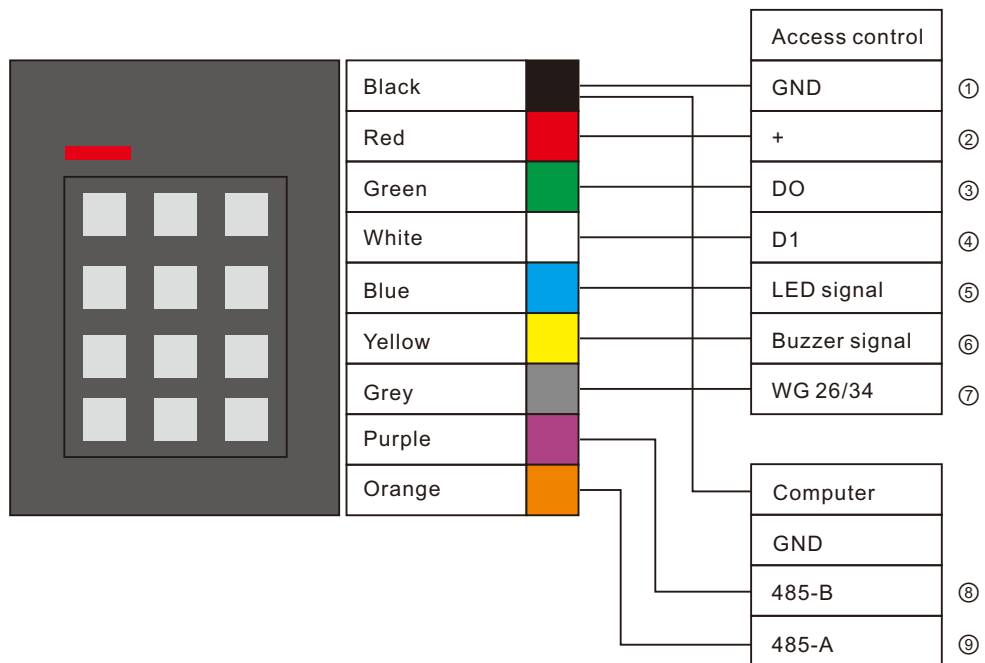 Access control
Black
GND
①
Red
+
②
Green
DO
③
White
D1
④
Blue
LED signal
⑤
Yellow
Buzzer signal
⑥
Grey
WG 26/34
⑦
Purple
Orange
Computer
GND
485-B
⑧
485-A
⑨